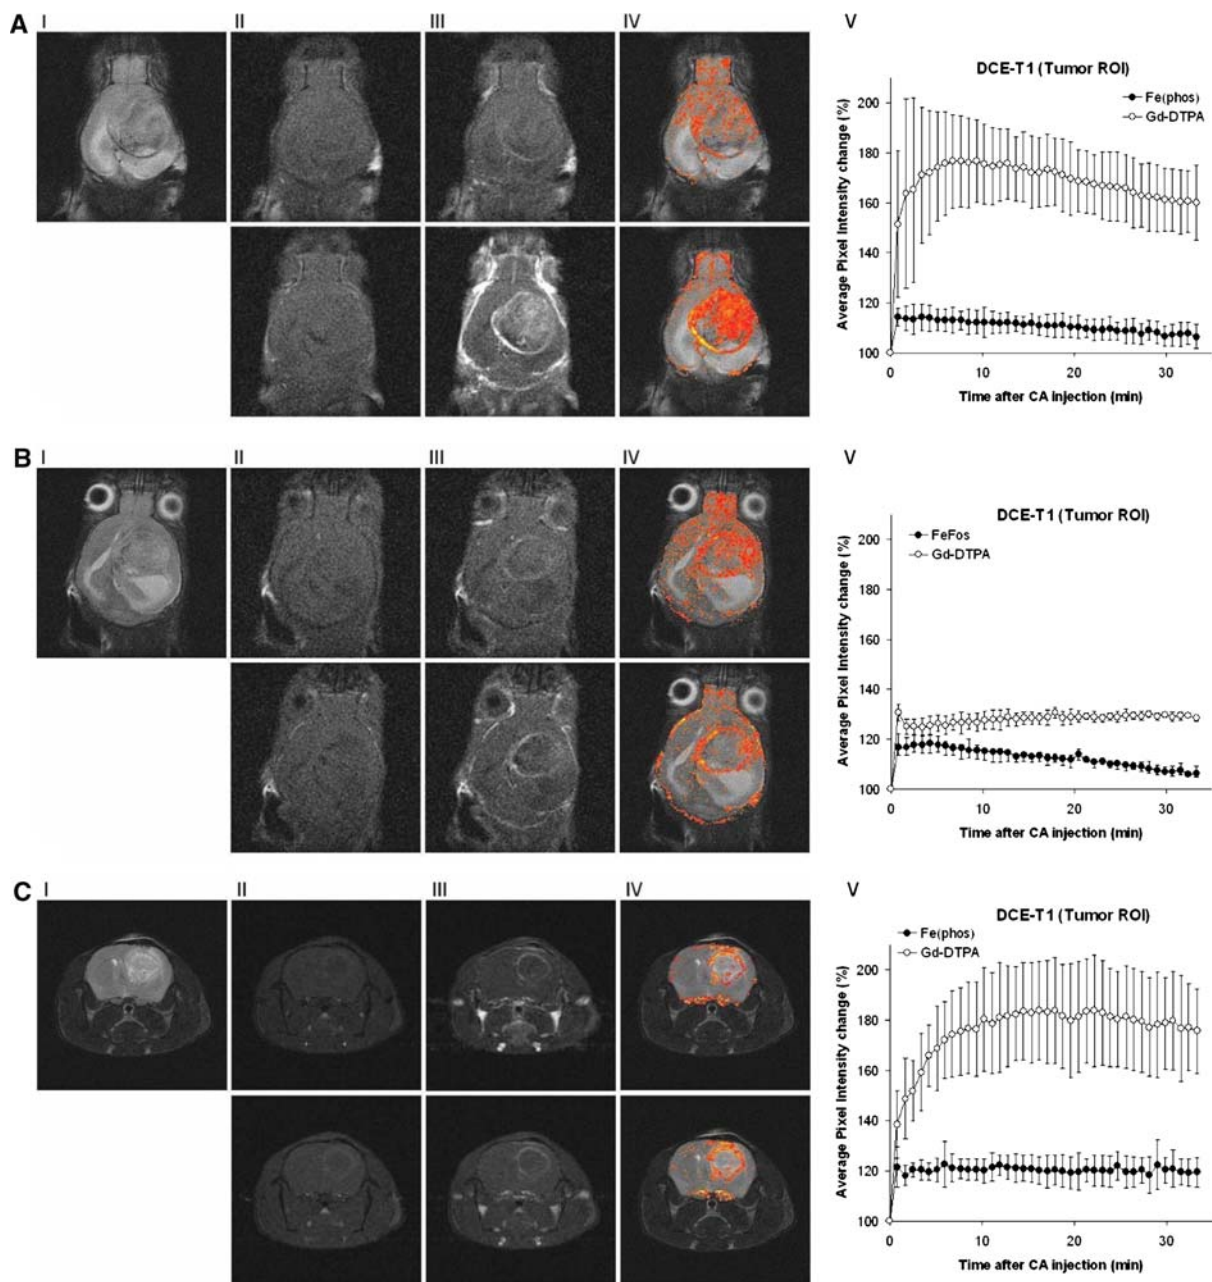 A
I
II
III
IV
V
DCE-T1 (Tumor ROI)
Fe(phos)
Gd-DTPA
Average Pixel Intensity change (%)
200
180
160
140
120
100
0
10
20
30
Time after CA injection (min)
B
I
II
III
IV
V
DCE-T1 (Tumor ROI)
FeFos
Gd-DTPA
Average Pixel Intensity change (%)
200
180
160
140
120
100
0
10
20
30
Time after CA injection (min)
C
I
II
III
IV
V
DCE-T1 (Tumor ROI)
Fe(phos)
Gd-DTPA
Average Pixel Intensity change (%)
200
180
160
140
120
100
0
10
20
30
Time after CA injection (min)